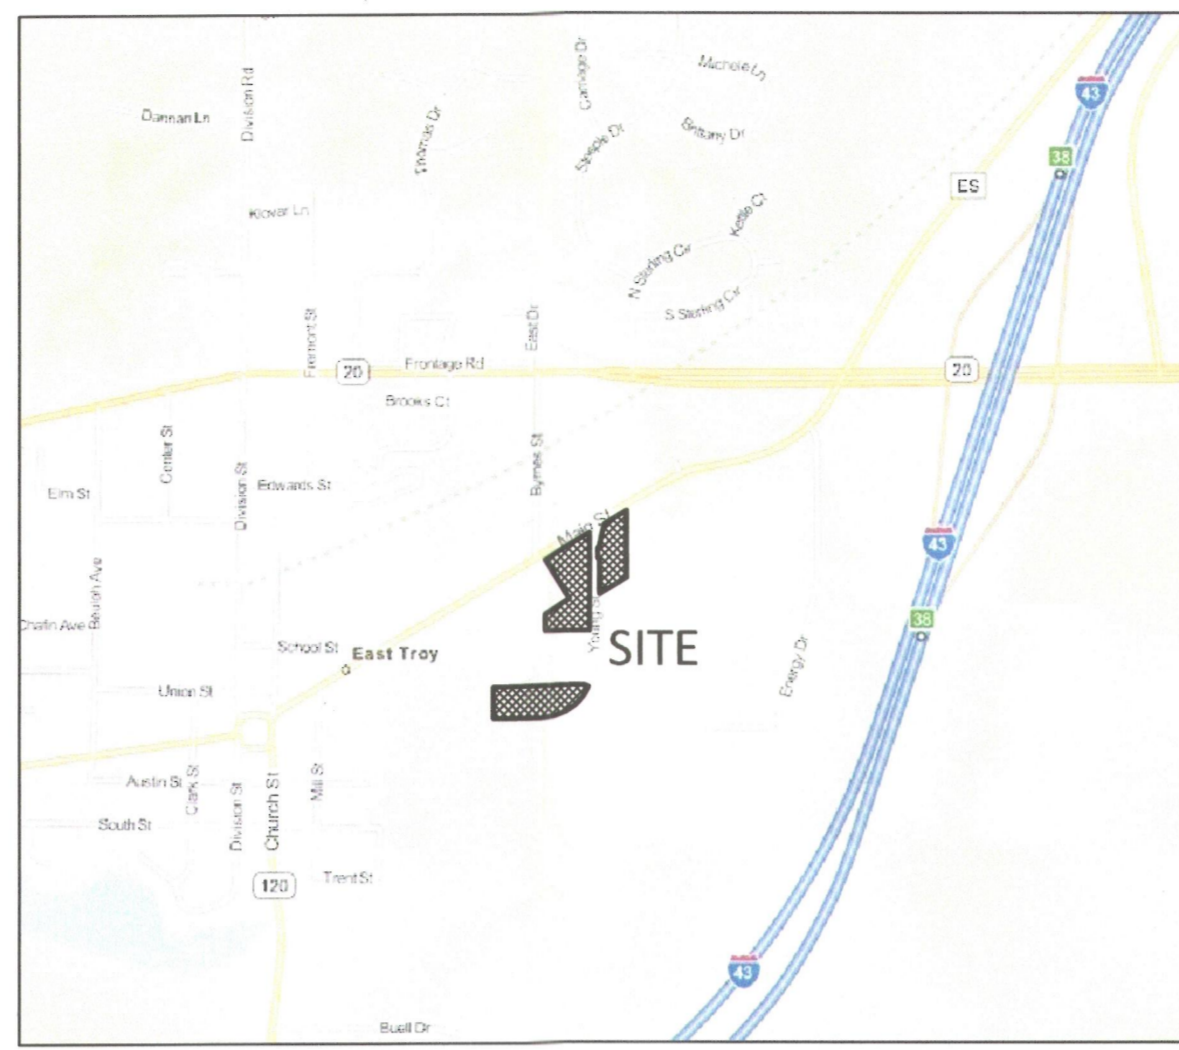 Division Rd
Dannan Ln
Thomas Dr
Carriage Dr
Steeple Dr
Michele Ln
Brittany Dr
43
38
ES
Klover Ln
Kettle Ct
N Sterling Cir
S Sterling Cir
Fremont St
East Dr
20
Frontage Rd
20
Brooks Ct
Center St
Division St
Byrnes St
Elm St
Edwards St
Main St
43
Beulah Ave
Chafin Ave
38
School St
East Troy
Young St
SITE
Energy Dr
Union St
Austin St
Clark St
Division St
Church St
Mill St
South St
120
Trent St
43
Buell Dr